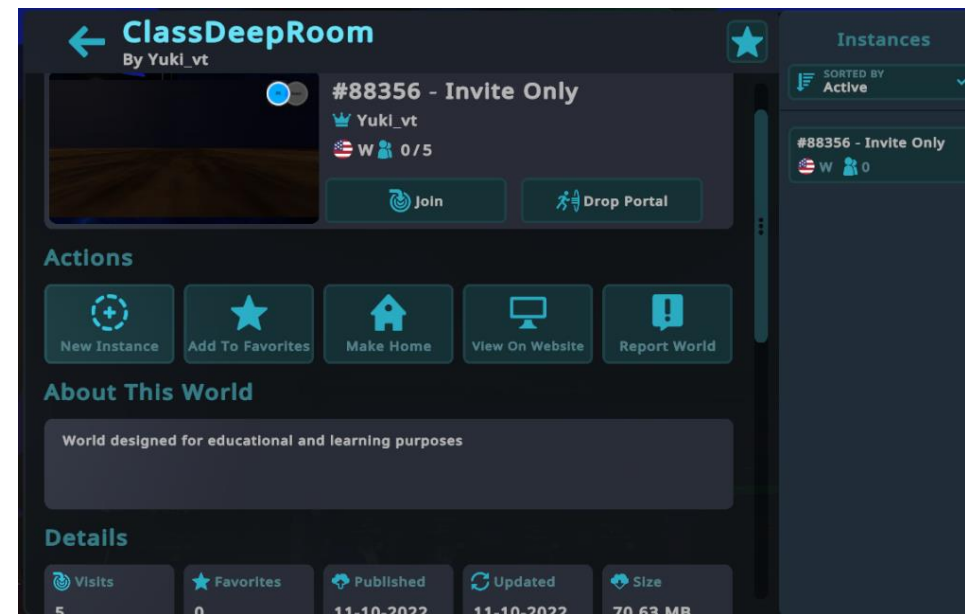 ClassDeepRoom
By Yuki_vt
#88356 - Invite Only
Yuki_vt
W 0/5
Join
Drop Portal
Actions
New Instance
Add To Favorites
Make Home
View On Website
Report World
About This World
World designed for educational and learning purposes
Details
Visits
5
Favorites
0
Published
11-10-2022
Updated
11-10-2022
Size
70.63 MB
Instances
SORTED BY
Active
#88356 - Invite Only
W 0